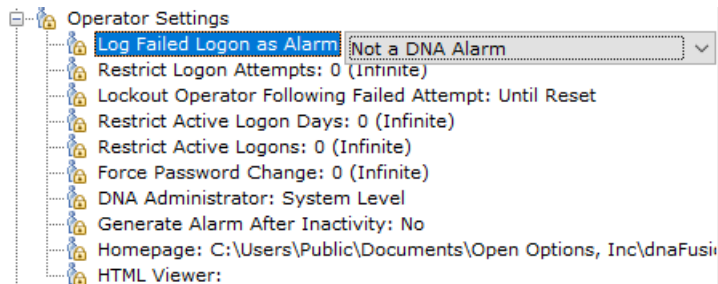 Operator Settings
Log Failed Logon as Alarm Not a DNA Alarm
Restrict Logon Attempts: 0 (Infinite)
Lockout Operator Following Failed Attempt: Until Reset
Restrict Active Logon Days: 0 (Infinite)
Restrict Active Logons: 0 (Infinite)
Force Password Change: 0 (Infinite)
DNA Administrator: System Level
Generate Alarm After Inactivity: No
Homepage: C:\Users\Public\Documents\Open Options, Inc\dnaFusi
HTML Viewer: